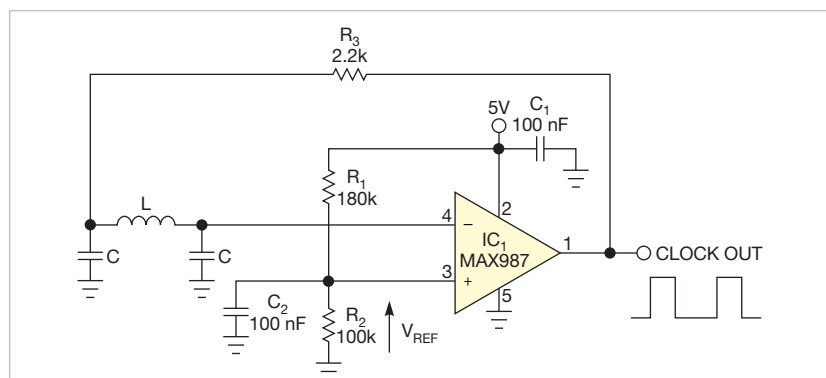 R3
2.2k
5V
C1
100 nF
R1
180k
L
4
−
2
IC1
MAX987
1
CLOCK OUT
C
C
3
+
5
C2
100 nF
R2
100k
VREF